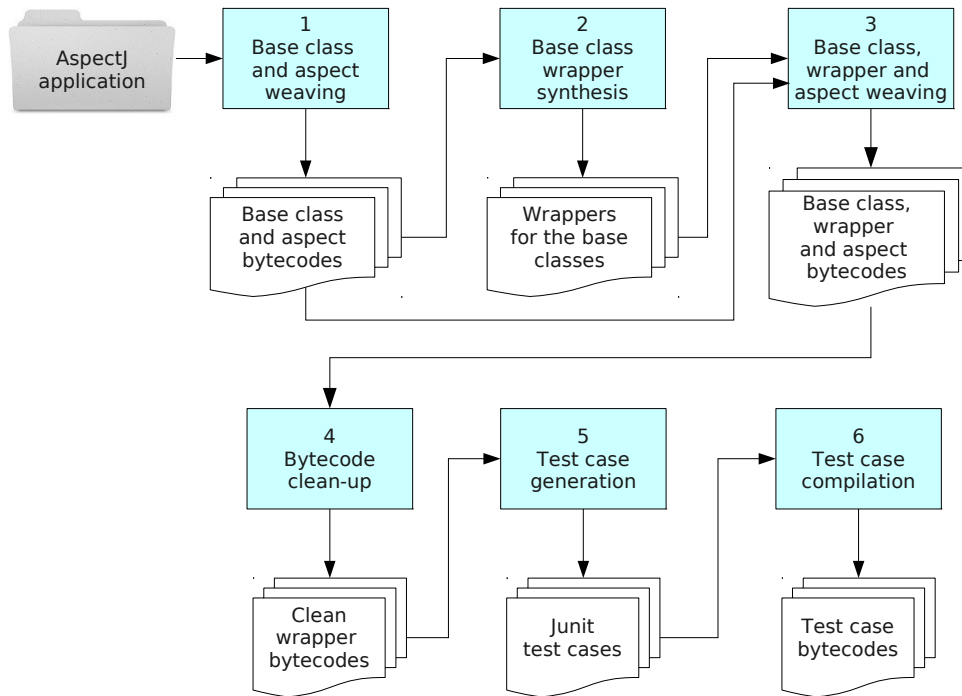 AspectJ
application
1
Base class
and aspect
weaving
2
Base class
wrapper
synthesis
3
Base class,
wrapper and
aspect weaving
Base class
and aspect
bytecodes
Wrappers
for the base
classes
Base class,
wrapper
and aspect
bytecodes
4
Bytecode
clean-up
5
Test case
generation
6
Test case
compilation
Clean
wrapper
bytecodes
Junit
test cases
Test case
bytecodes